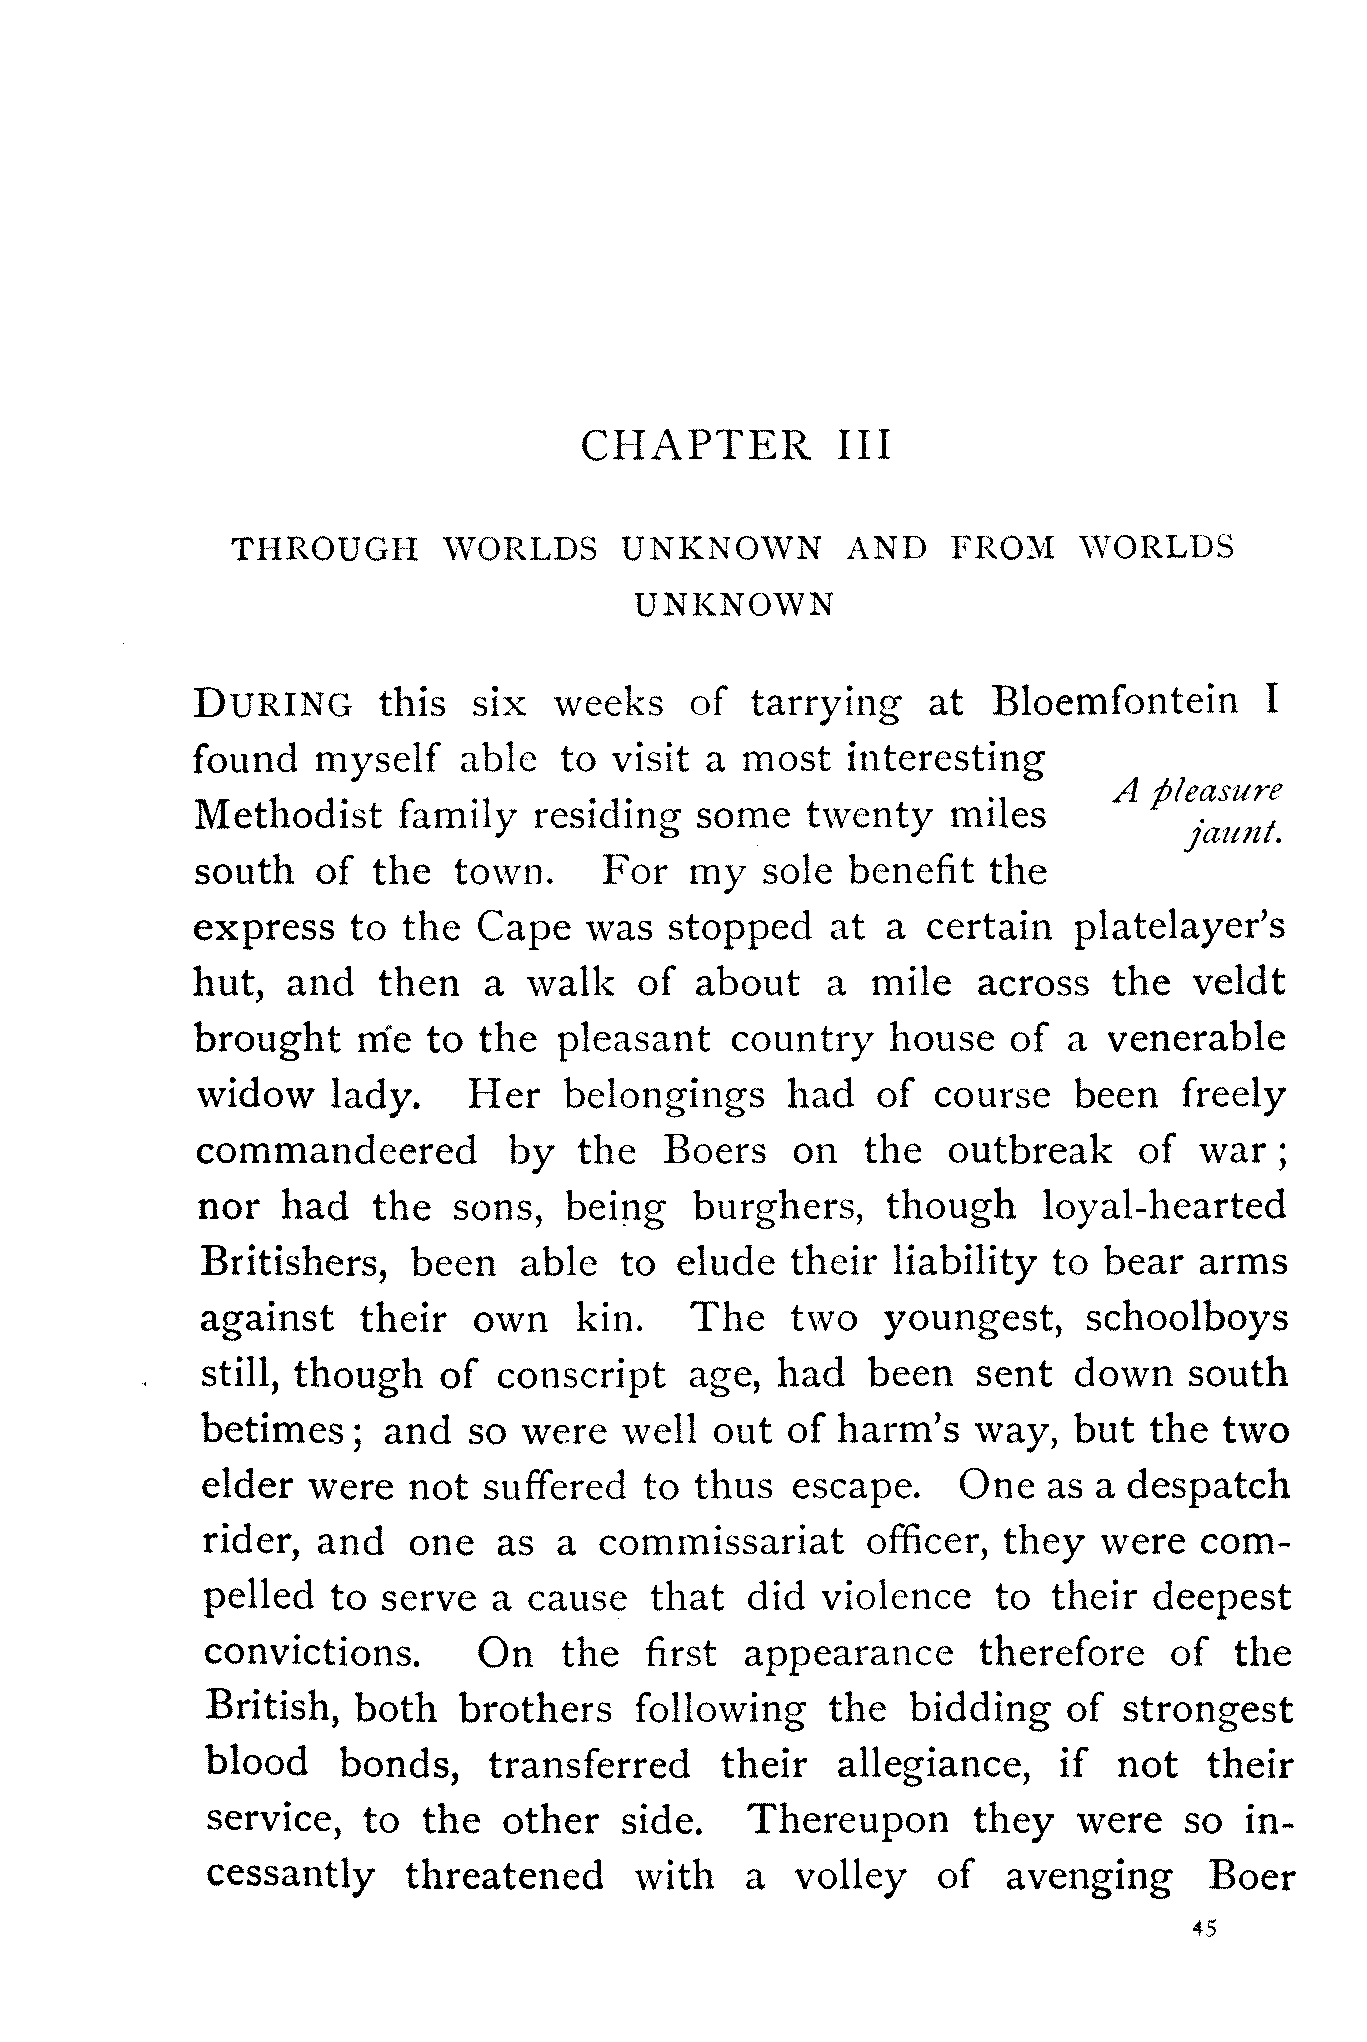 CHAPTER III
THROUGH WORLDS UNKNOWN AND FROM WORLDS
UNKNOWN
DURING this six weeks of tarrying at Bloemfontein I
found myself able to visit a most interesting
A pleasure
Methodist family residing some twenty miles
jaunt.
south of the town. For my sole benefit the
express to the Cape was stopped at a certain platelayer's
hut, and then a walk of about a mile across the veldt
brought me to the pleasant country house of a venerable
widow lady. Her belongings had of course been freely
commandeered by the Boers on the outbreak of war;
nor had the sons, being burghers, though loyal-hearted
Britishers, been able to elude their liability to bear arms
against their own kin. The two youngest, schoolboys
still, though of conscript age, had been sent down south
betimes; and so were well out of harm's way, but the two
elder were not suffered to thus escape. One as a despatch
rider, and one as a commissariat officer, they were com-
pelled to serve a cause that did violence to their deepest
convictions. On the first appearance therefore of the
British, both brothers following the bidding of strongest
blood bonds, transferred their allegiance, if not their
service, to the other side. Thereupon they were so in-
cessantly threatened with a volley of avenging Boer
45